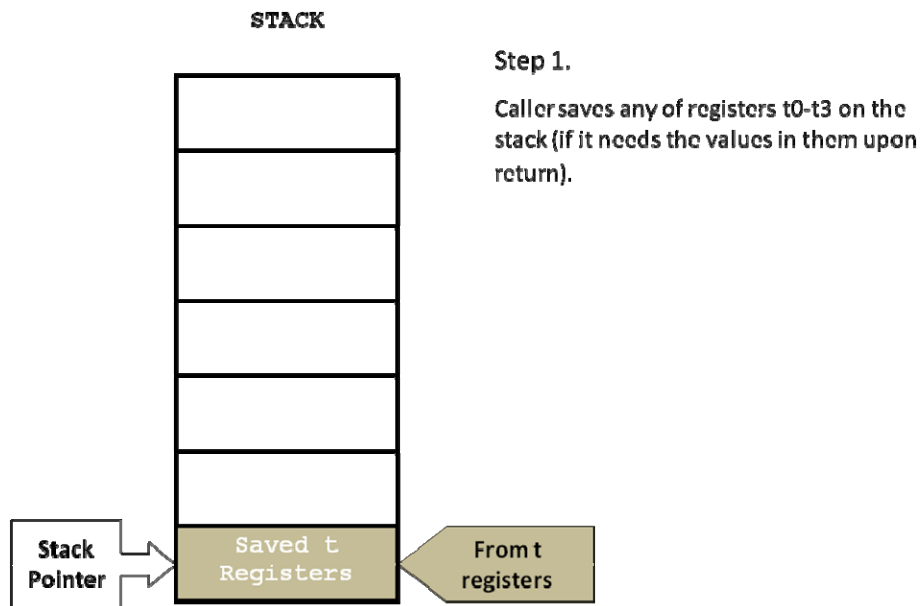 STACK
Step 1.
Caller saves any of registers t0-t3 on the
stack (if it needs the values in them upon
return).
Saved t
Registers
Stack
Pointer
From t
registers